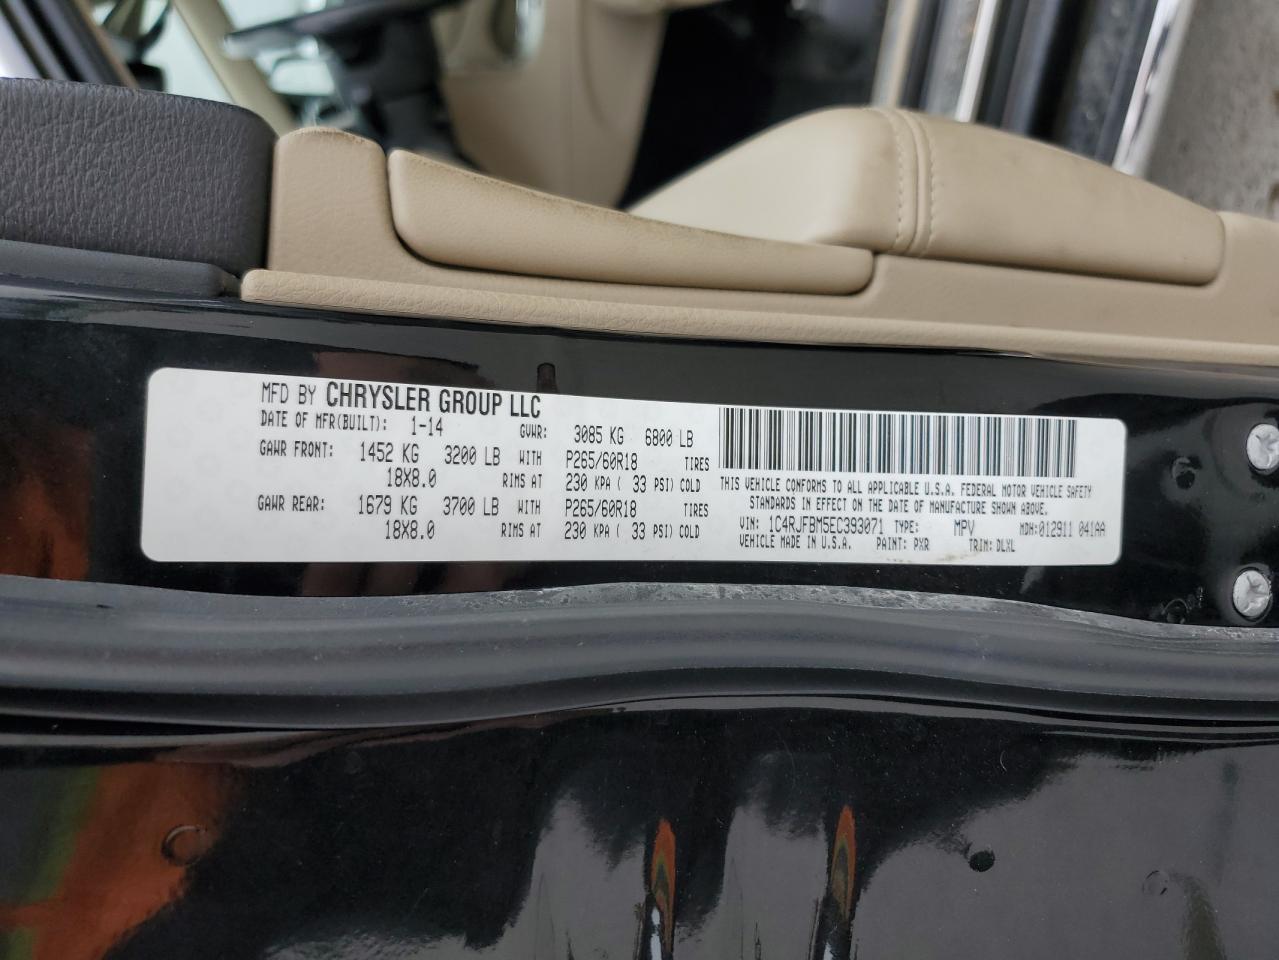 MFD BY CHRYSLER GROUP LLC
DATE OF MFR(BUILT): 1-14 GVWR: 3085 KG 6800 LB
GAWR FRONT: 1452 KG 3200 LB WITH P265/60R18 TIRES
18X8.0 RIMS AT 230 KPA ( 33 PSI) COLD
GAWR REAR: 1679 KG 3700 LB WITH P265/60R18 TIRES
18X8.0 RIMS AT 230 KPA ( 33 PSI) COLD
THIS VEHICLE CONFORMS TO ALL APPLICABLE U.S.A. FEDERAL MOTOR VEHICLE SAFETY
STANDARDS IN EFFECT ON THE DATE OF MANUFACTURE SHOWN ABOVE.
VIN: 1C4RJFBM5EC393071 TYPE: MPV MDH:012911 041AA
VEHICLE MADE IN U.S.A. PAINT: PXR TRIM: DLXL